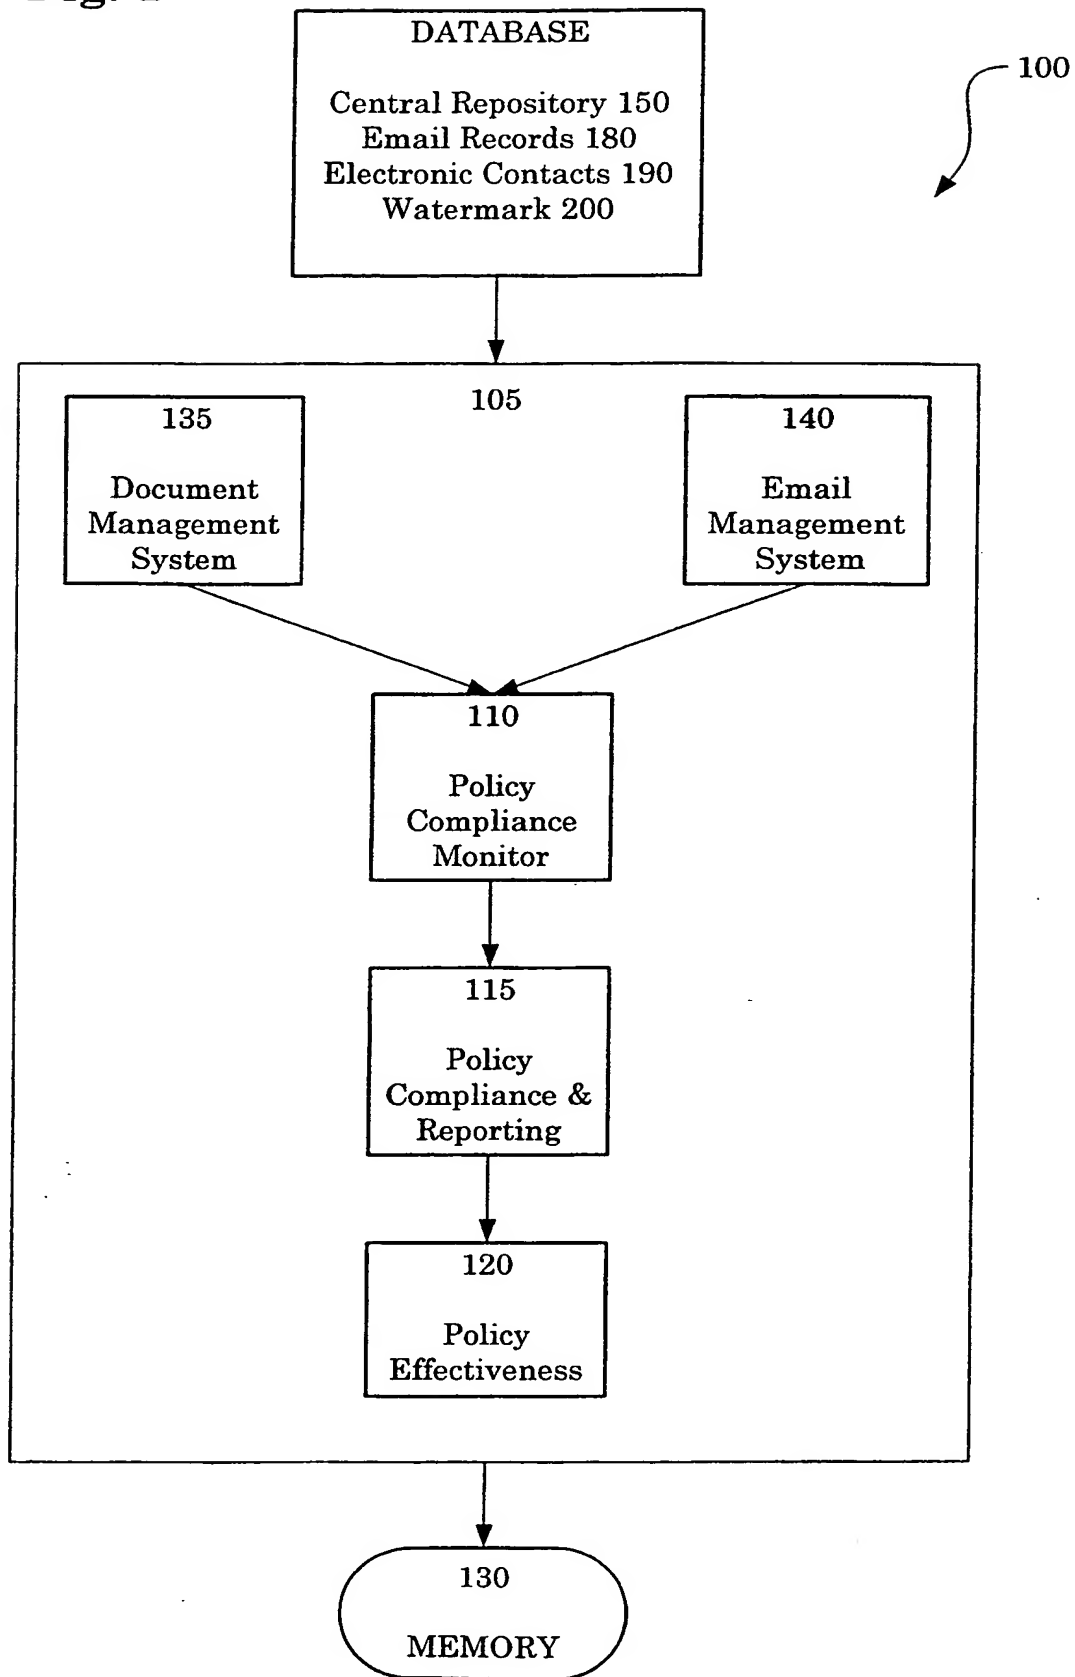 DATABASE
Central Repository 150
Email Records 180
Electronic Contacts 190
Watermark 200
100
105
135
Document
Management
System
140
Email
Management
System
110
Policy
Compliance
Monitor
115
Policy
Compliance &
Reporting
120
Policy
Effectiveness
130
MEMORY